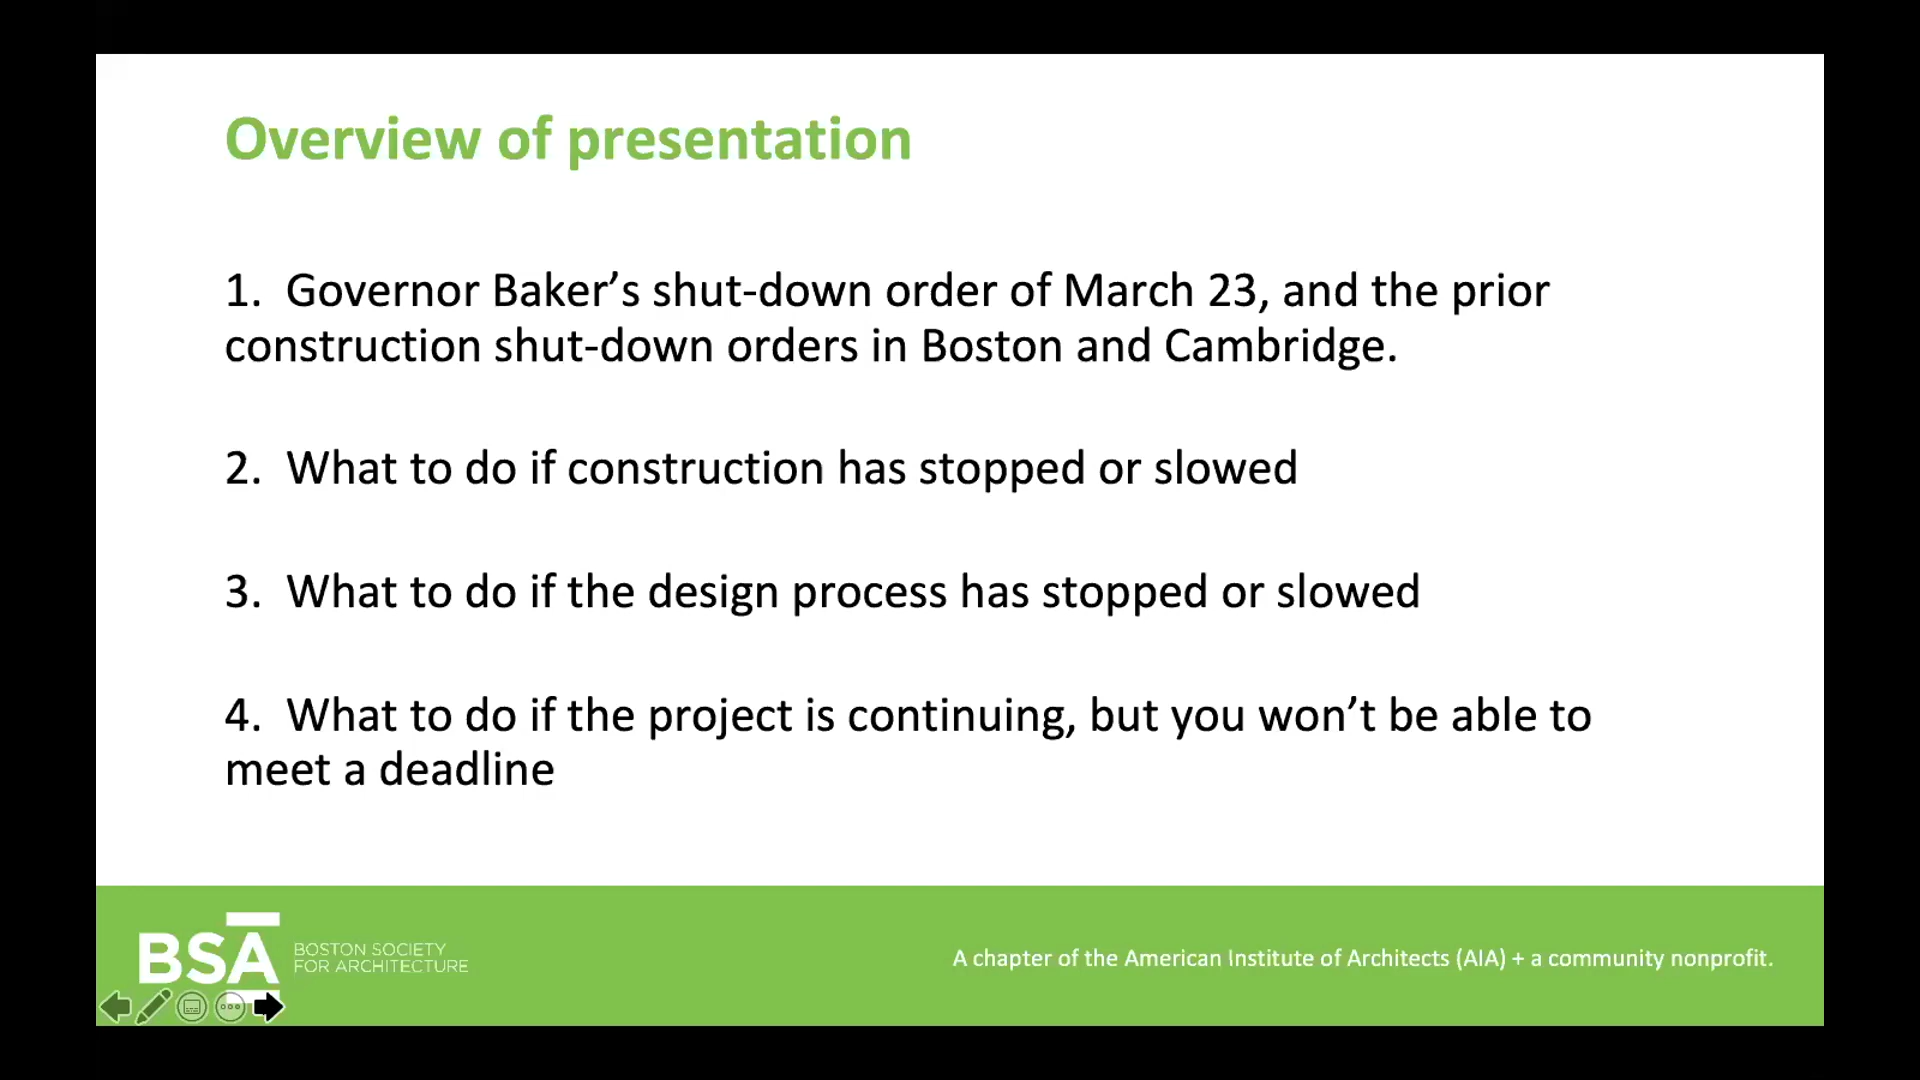 Overview of presentation
1. Governor Baker’s shut-down order of March 23, and the prior
construction shut-down orders in Boston and Cambridge.
2. What to do if construction has stopped or slowed
3. What to do if the design process has stopped or slowed
4. What to do if the project is continuing, but you won’t be able to
meet a deadline
BSA
BOSTON SOCIETY
FOR ARCHITECTURE
A chapter of the American Institute of Architects (AIA) + a community nonprofit.